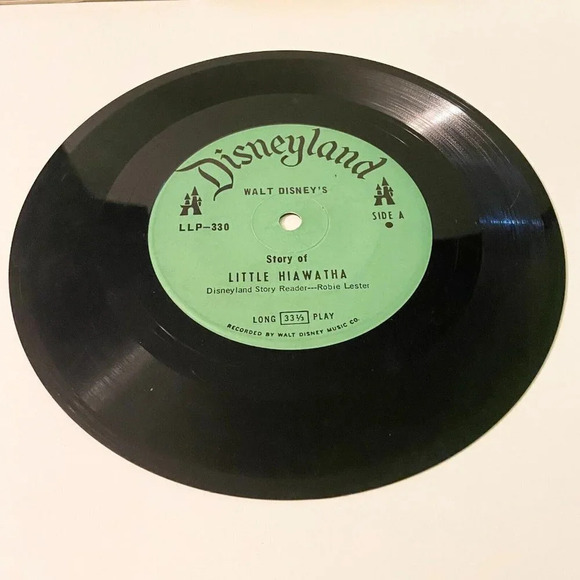 Disneyland
WALT DISNEY'S
LLP-330
SIDE A
Story of
LITTLE HIAWATHA
Disneyland Story Reader---Robie Lester
LONG 33⅓ PLAY
RECORDED BY WALT DISNEY MUSIC CO.